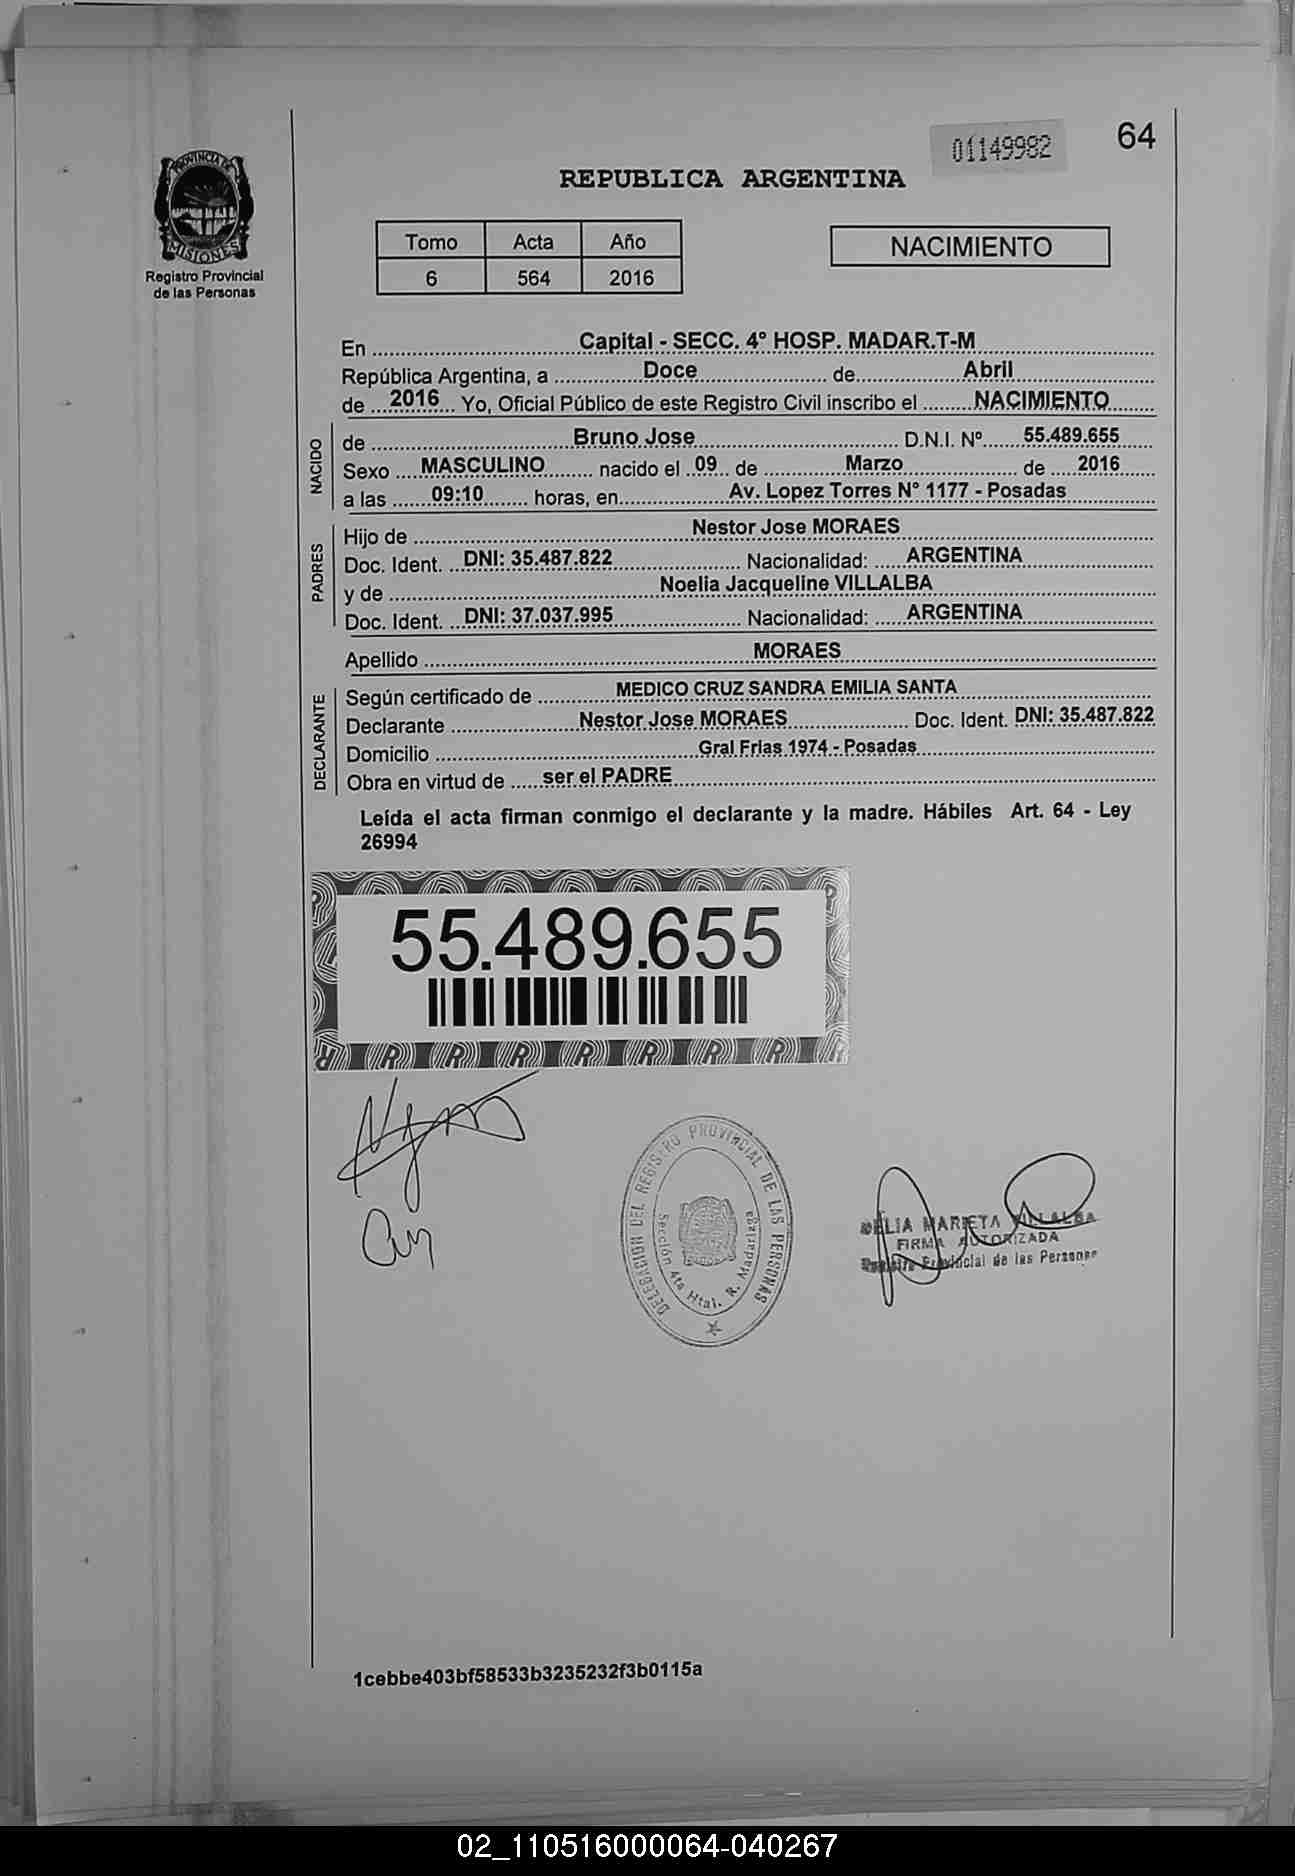 01149982
64
REPUBLICA ARGENTINA
PROVINCIA DE
MISIONES
Registro Provincial
de las Personas
Tomo Acta Año
6 564 2016
NACIMIENTO
En Capital - SECC. 4° HOSP. MADAR.T-M
República Argentina, a Doce de Abril
de 2016 Yo, Oficial Público de este Registro Civil inscribo el NACIMIENTO
NACIDO
de Bruno Jose D.N.I. N° 55.489.655
Sexo MASCULINO nacido el 09 de Marzo de 2016
a las 09:10 horas, en Av. Lopez Torres N° 1177 - Posadas
PADRES
Hijo de Nestor Jose MORAES
Doc. Ident. DNI: 35.487.822 Nacionalidad: ARGENTINA
y de Noelia Jacqueline VILLALBA
Doc. Ident. DNI: 37.037.995 Nacionalidad: ARGENTINA
Apellido MORAES
DECLARANTE
Según certificado de MEDICO CRUZ SANDRA EMILIA SANTA
Declarante Nestor Jose MORAES Doc. Ident. DNI: 35.487.822
Domicilio Gral Frias 1974 - Posadas
Obra en virtud de ser el PADRE
Leída el acta firman conmigo el declarante y la madre. Hábiles Art. 64 - Ley
26994
55.489.655
DELEGACION DEL REGISTRO PROVINCIAL DE LAS PERSONAS
Sección 4ta Htal. R. Madariaga
DELIA MARIETA VILLALBA
FIRMA AUTORIZADA
Registro Provincial de las Personas
1cebbe403bf58533b3235232f3b0115a
02_110516000064-040267